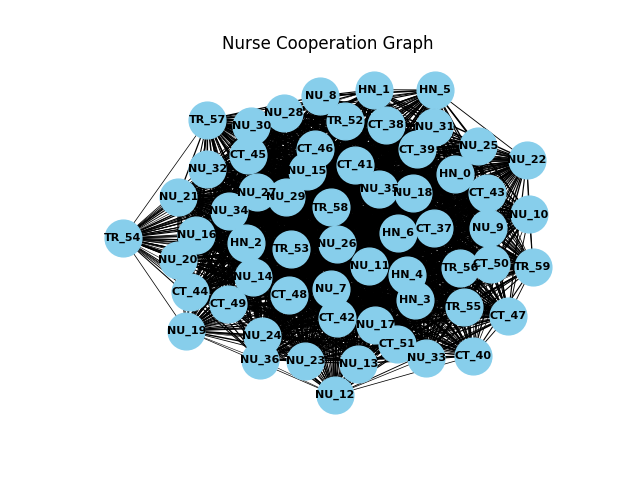 Nurse Cooperation Graph
HN_1
HN_5
NU_8
NU_28
TR_57
NU_30
TR_52
CT_38
NU_31
CT_46
CT_39
NU_25
CT_45
NU_22
CT_41
NU_32
NU_15
HN_0
NU_35
NU_18
CT_43
NU_27
NU_29
NU_21
NU_34
TR_58
NU_10
NU_9
CT_37
HN_6
NU_16
TR_54
HN_2
NU_26
TR_53
NU_20
CT_50
TR_59
TR_56
NU_11
HN_4
NU_14
NU_7
CT_44
CT_48
HN_3
CT_49
TR_55
CT_47
CT_42
NU_17
NU_19
NU_24
CT_51
CT_40
NU_33
NU_36
NU_23
NU_13
NU_12